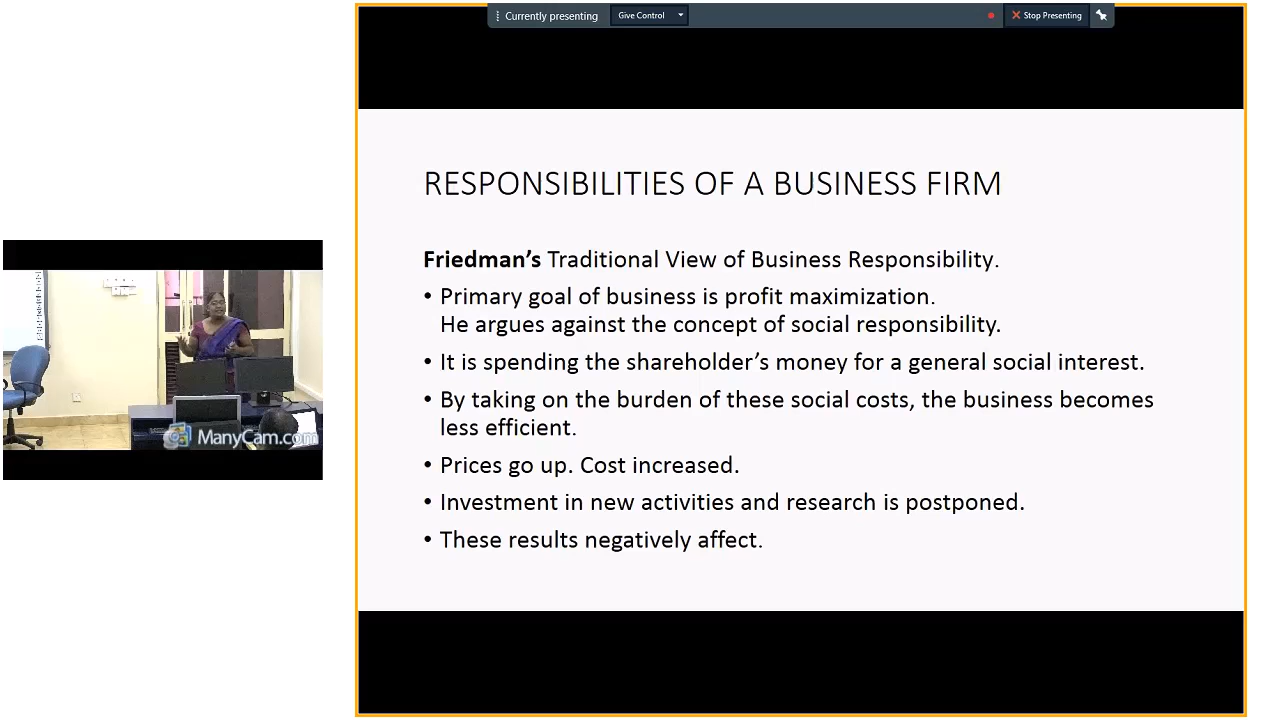 Currently presenting
Give Control
Stop Presenting
RESPONSIBILITIES OF A BUSINESS FIRM
Friedman’s Traditional View of Business Responsibility.
• Primary goal of business is profit maximization.
He argues against the concept of social responsibility.
• It is spending the shareholder’s money for a general social interest.
• By taking on the burden of these social costs, the business becomes
less efficient.
• Prices go up. Cost increased.
• Investment in new activities and research is postponed.
• These results negatively affect.
ManyCam.com